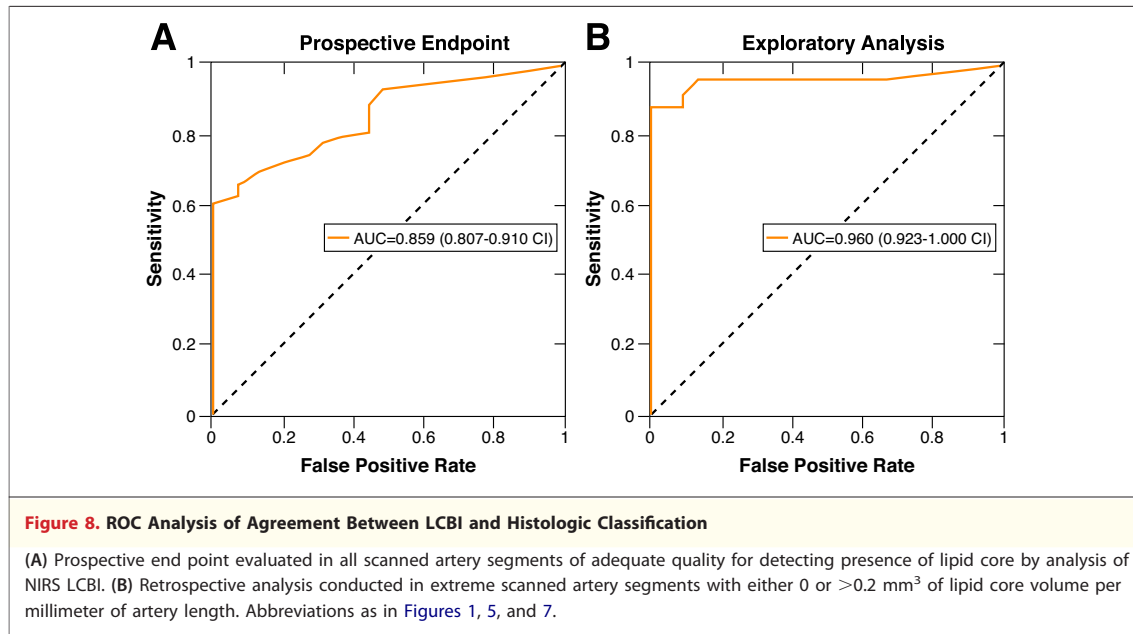 A
Prospective Endpoint
1
0.8
0.6
0.4
0.2
0
Sensitivity
AUC=0.859 (0.807-0.910 CI)
0 0.2 0.4 0.6 0.8 1
False Positive Rate
B
Exploratory Analysis
1
0.8
0.6
0.4
0.2
0
Sensitivity
AUC=0.960 (0.923-1.000 CI)
0 0.2 0.4 0.6 0.8 1
False Positive Rate
Figure 8. ROC Analysis of Agreement Between LCBI and Histologic Classification
(A) Prospective end point evaluated in all scanned artery segments of adequate quality for detecting presence of lipid core by analysis of
NIRS LCBI. (B) Retrospective analysis conducted in extreme scanned artery segments with either 0 or >0.2 mm³ of lipid core volume per
millimeter of artery length. Abbreviations as in Figures 1, 5, and 7.